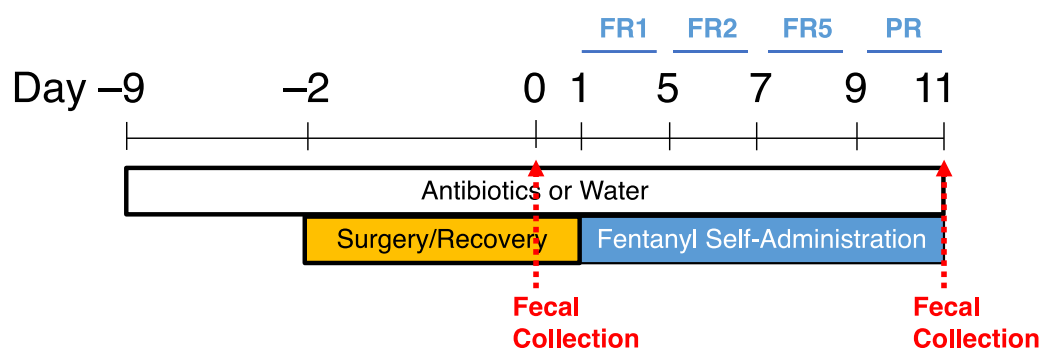 FR1 FR2 FR5 PR
Day –9 –2 0 1 5 7 9 11
Antibiotics or Water
Surgery/Recovery Fentanyl Self-Administration
Fecal Fecal
Collection Collection